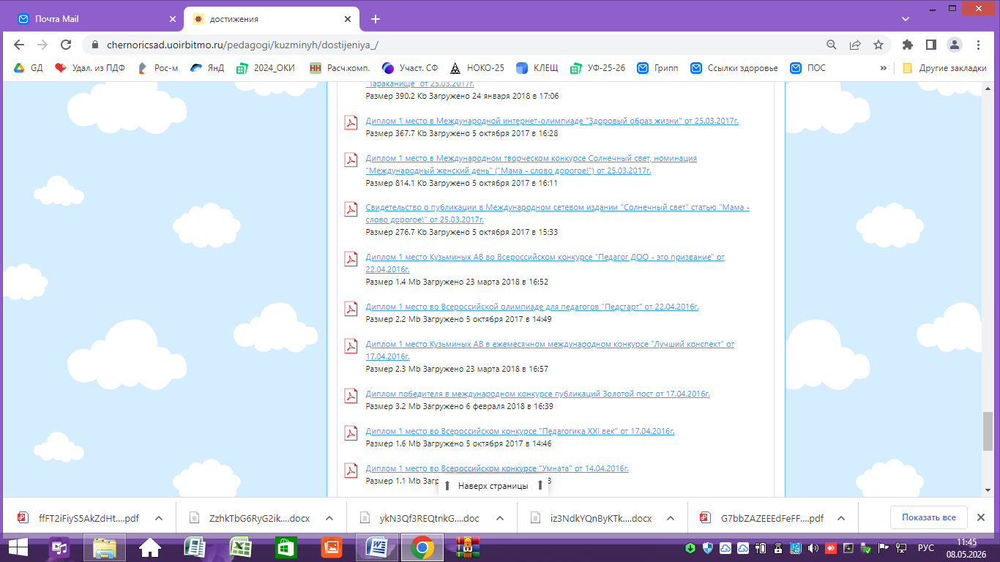 Почта Mail
достижения
chernoricsad.uoirbitmo.ru/pedagogi/kuzminyh/dostijeniya_/
GД
Удал. из ПДФ
Рос-м
ЯнД
2024_ОКИ
НН
Расч.комп.
Участ. СФ
НОКО-25
КЛЕЩ
УФ-25-26
Грипп
Ссылки здоровье
ПОС
»
Другие закладки
"Тараканище" от 25.03.2017г.
Размер 390.2 Kb Загружено 24 января 2018 в 17:06
Диплом 1 место в Международной интернет-олимпиаде "Здоровый образ жизни" от 25.03.2017г.
Размер 367.7 Kb Загружено 5 октября 2017 в 16:28
Диплом 1 место в Международном творческом конкурсе Солнечный свет, номинация
"Международный женский день" ("Мама - слово дорогое!") от 25.03.2017г.
Размер 814.1 Kb Загружено 5 октября 2017 в 16:11
Свидетельство о публикации в Международном сетевом издании "Солнечный свет" статью "Мама -
слово дорогое!" от 25.03.2017г.
Размер 276.7 Kb Загружено 5 октября 2017 в 15:33
Диплом 1 место Кузьминых АВ во Всероссийском конкурсе "Педагог ДОО - это призвание" от
22.04.2016г.
Размер 1.4 Mb Загружено 23 марта 2018 в 16:52
Диплом 1 место во Всероссийской олимпиаде для педагогов "Педстарт" от 22.04.2016г.
Размер 2.2 Mb Загружено 5 октября 2017 в 14:49
Диплом 1 место Кузьминых АВ в ежемесячном международном конкурсе "Лучший конспект" от
17.04.2016г.
Размер 2.3 Mb Загружено 23 марта 2018 в 16:57
Диплом победителя в международном конкурсе публикаций Золотой пост от 17.04.2016г.
Размер 3.2 Mb Загружено 6 февраля 2018 в 16:39
Диплом 1 место во Всероссийском конкурсе "Педагогика XXI век" от 17.04.2016г.
Размер 1.6 Mb Загружено 5 октября 2017 в 14:46
Диплом 1 место во Всероссийском конкурсе "Умната" от 14.04.2016г.
Размер 1.1 Mb Загр
3
Наверх страницы
ffFT2iFiyS5AkZdHt....pdf
ZzhkTbG6RyG2ik....docx
ykN3Qf3REQtnkG....doc
iz3NdkYQnByKTk....docx
G7bbZAZEEEdFeFF....pdf
Показать все
РУС
11:45
08.05.2026